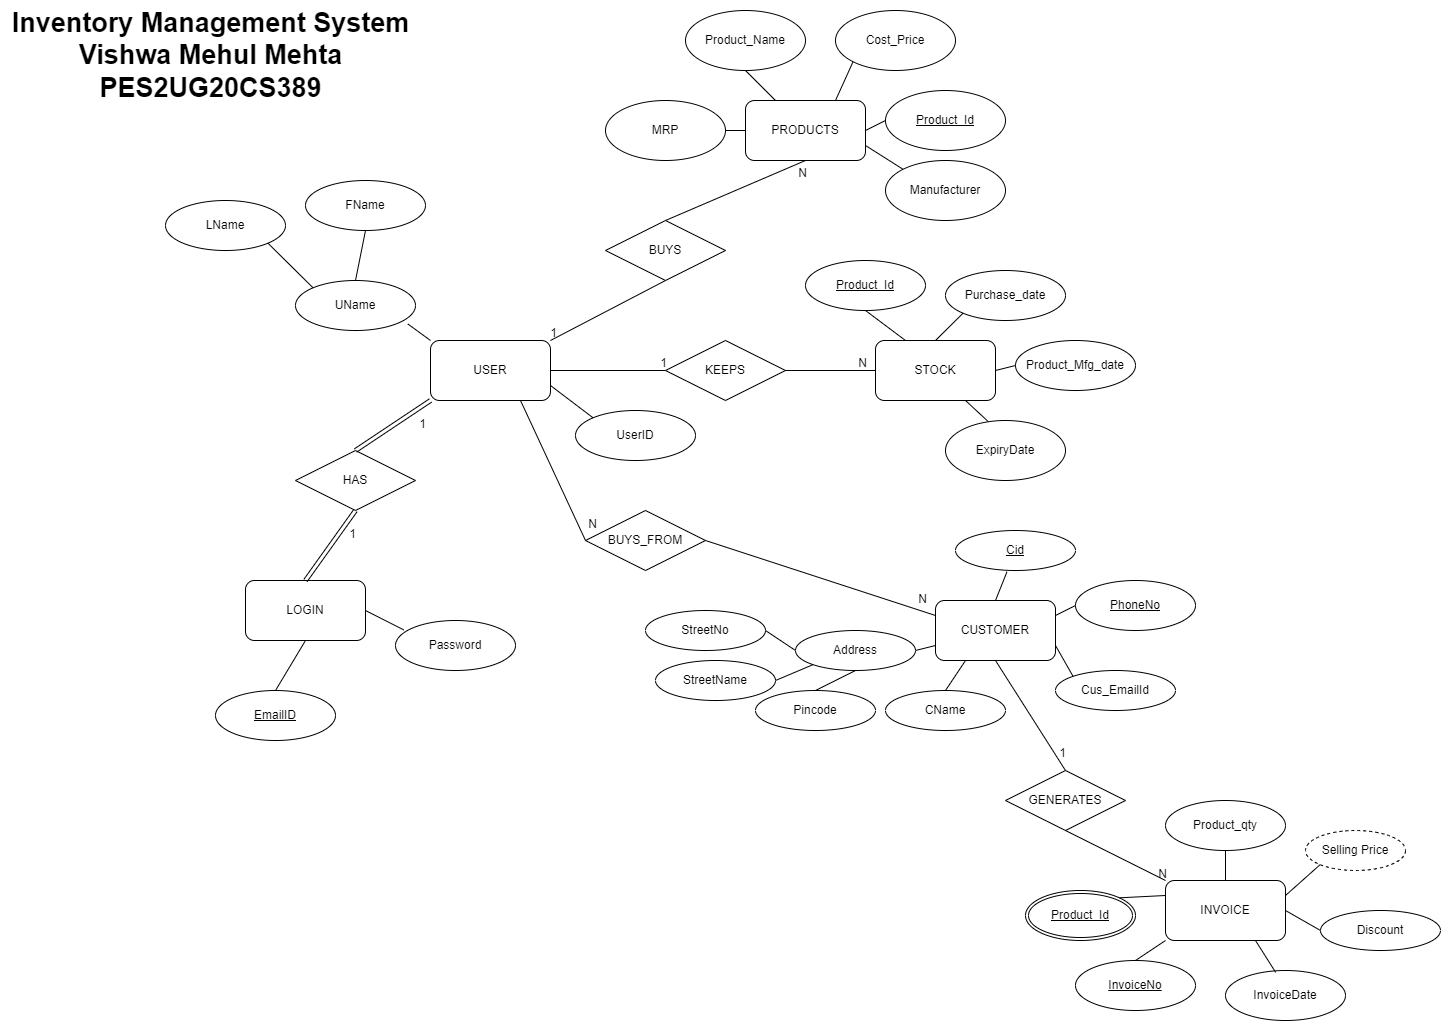 Inventory Management System
Vishwa Mehul Mehta
PES2UG20CS389
Product_Name
Cost_Price
MRP
PRODUCTS
Product_Id
Manufacturer
N
BUYS
1
LName
FName
UName
USER
1
KEEPS
N
STOCK
Product_Id
Purchase_date
Product_Mfg_date
ExpiryDate
UserID
1
HAS
1
LOGIN
Password
EmailID
N
BUYS_FROM
N
CUSTOMER
Cid
PhoneNo
Cus_EmailId
CName
Address
StreetNo
StreetName
Pincode
1
GENERATES
N
INVOICE
Product_qty
Selling Price
Discount
InvoiceDate
InvoiceNo
Product_Id